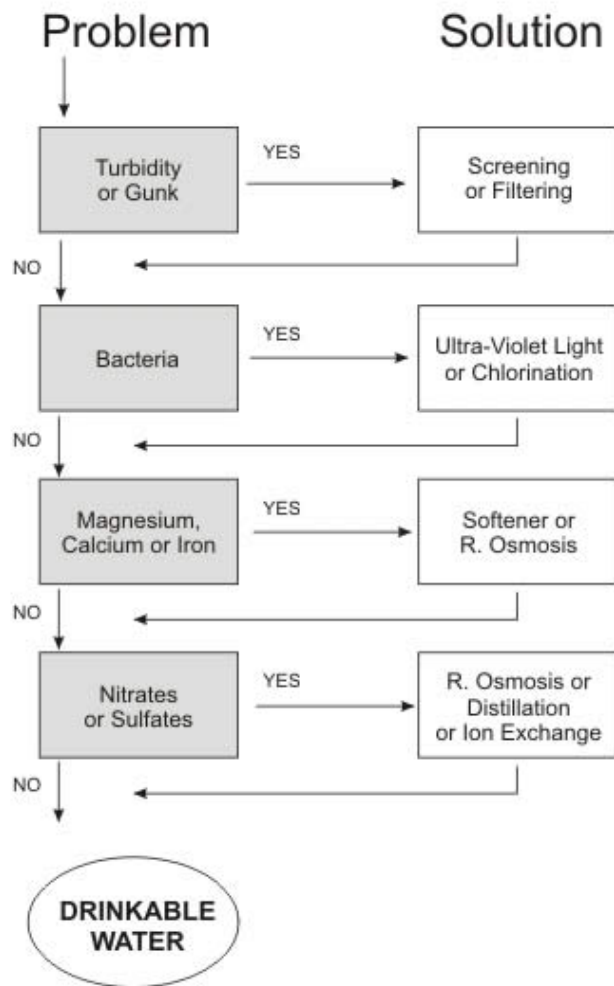 Problem
Solution
Turbidity
or Gunk
YES
Screening
or Filtering
NO
Bacteria
YES
Ultra-Violet Light
or Chlorination
NO
Magnesium,
Calcium or Iron
YES
Softener or
R. Osmosis
NO
Nitrates
or Sulfates
YES
R. Osmosis or
Distillation
or Ion Exchange
NO
DRINKABLE
WATER